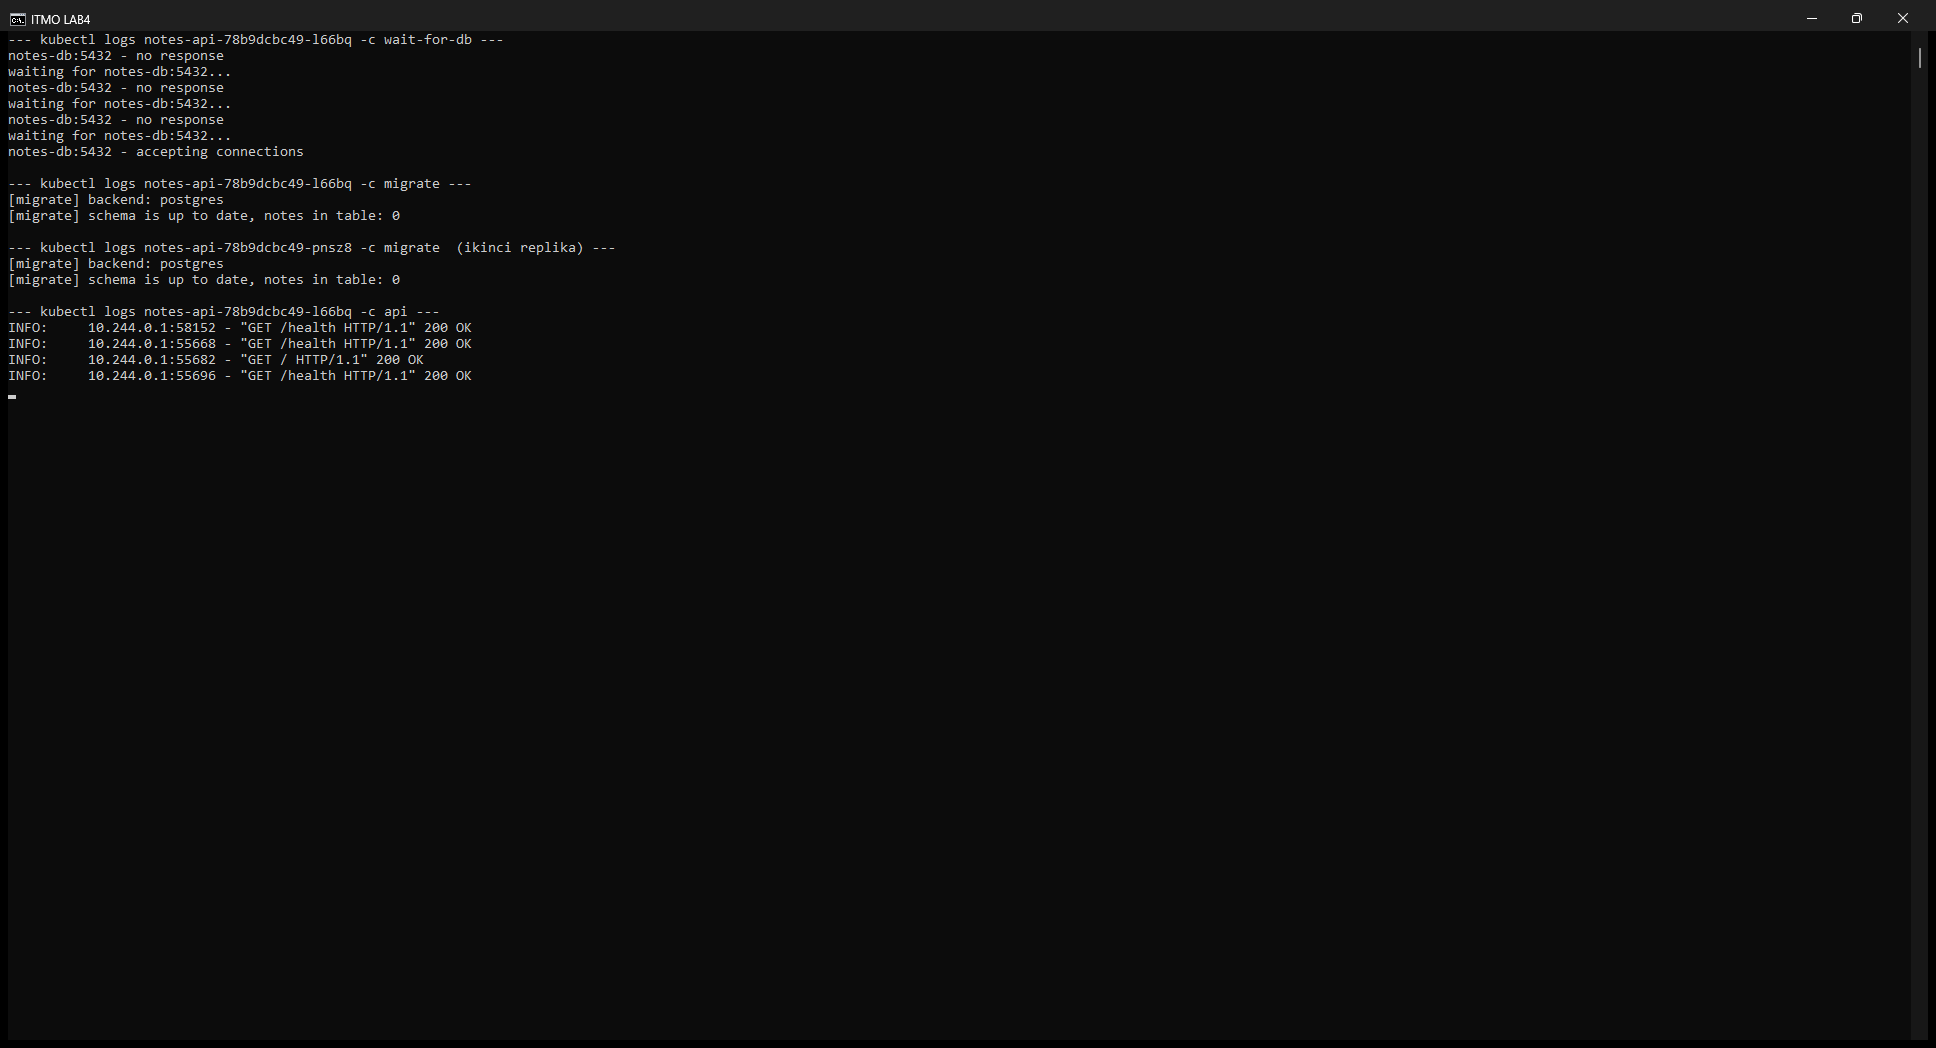 ITMO LAB4
--- kubectl logs notes-api-78b9dcbc49-l66bq -c wait-for-db ---
notes-db:5432 - no response
waiting for notes-db:5432...
notes-db:5432 - no response
waiting for notes-db:5432...
notes-db:5432 - no response
waiting for notes-db:5432...
notes-db:5432 - accepting connections
--- kubectl logs notes-api-78b9dcbc49-l66bq -c migrate ---
[migrate] backend: postgres
[migrate] schema is up to date, notes in table: 0
--- kubectl logs notes-api-78b9dcbc49-pnsz8 -c migrate  (ikinci replika) ---
[migrate] backend: postgres
[migrate] schema is up to date, notes in table: 0
--- kubectl logs notes-api-78b9dcbc49-l66bq -c api ---
INFO:     10.244.0.1:58152 - "GET /health HTTP/1.1" 200 OK
INFO:     10.244.0.1:55668 - "GET /health HTTP/1.1" 200 OK
INFO:     10.244.0.1:55682 - "GET / HTTP/1.1" 200 OK
INFO:     10.244.0.1:55696 - "GET /health HTTP/1.1" 200 OK